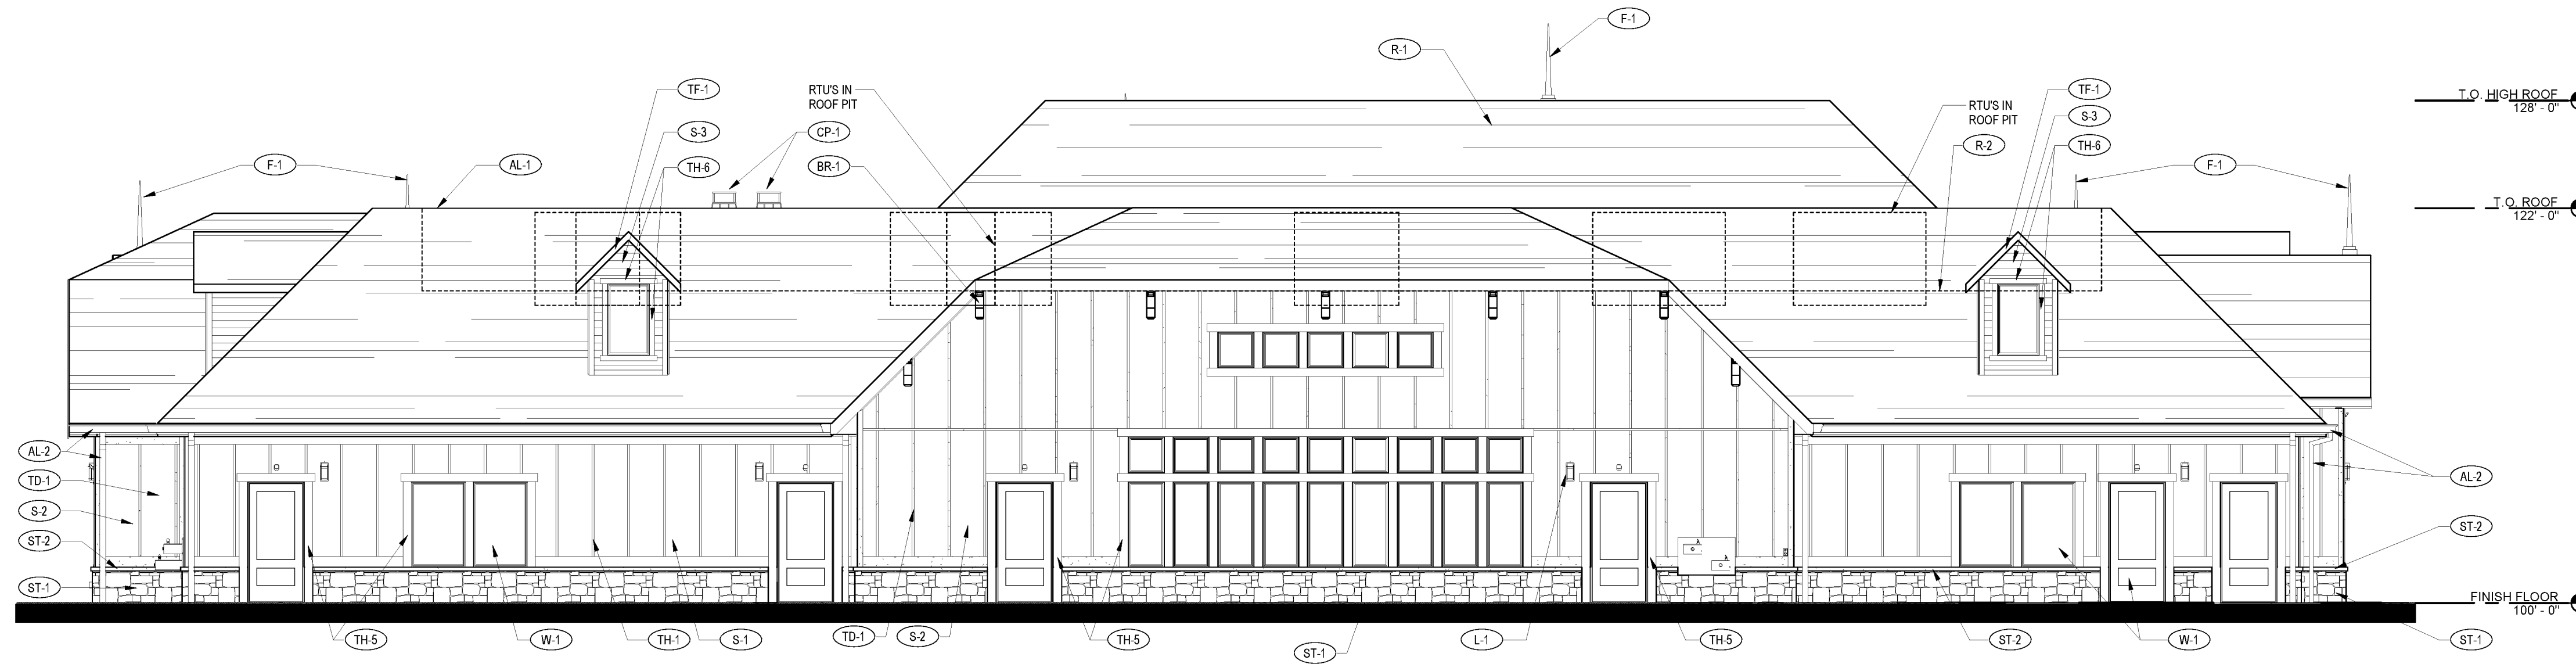 F-1
R-1
TF-1
RTU'S IN
ROOF PIT
TF-1
T.O. HIGH ROOF
128' - 0"
S-3
CP-1
RTU'S IN
ROOF PIT
S-3
F-1
AL-1
TH-6
BR-1
R-2
TH-6
F-1
T.O. ROOF
122' - 0"
AL-2
TD-1
S-2
ST-2
ST-1
AL-2
ST-2
FINISH FLOOR
100' - 0"
TH-5
W-1
TH-1
S-1
TD-1
S-2
TH-5
ST-1
L-1
TH-5
ST-2
W-1
ST-1